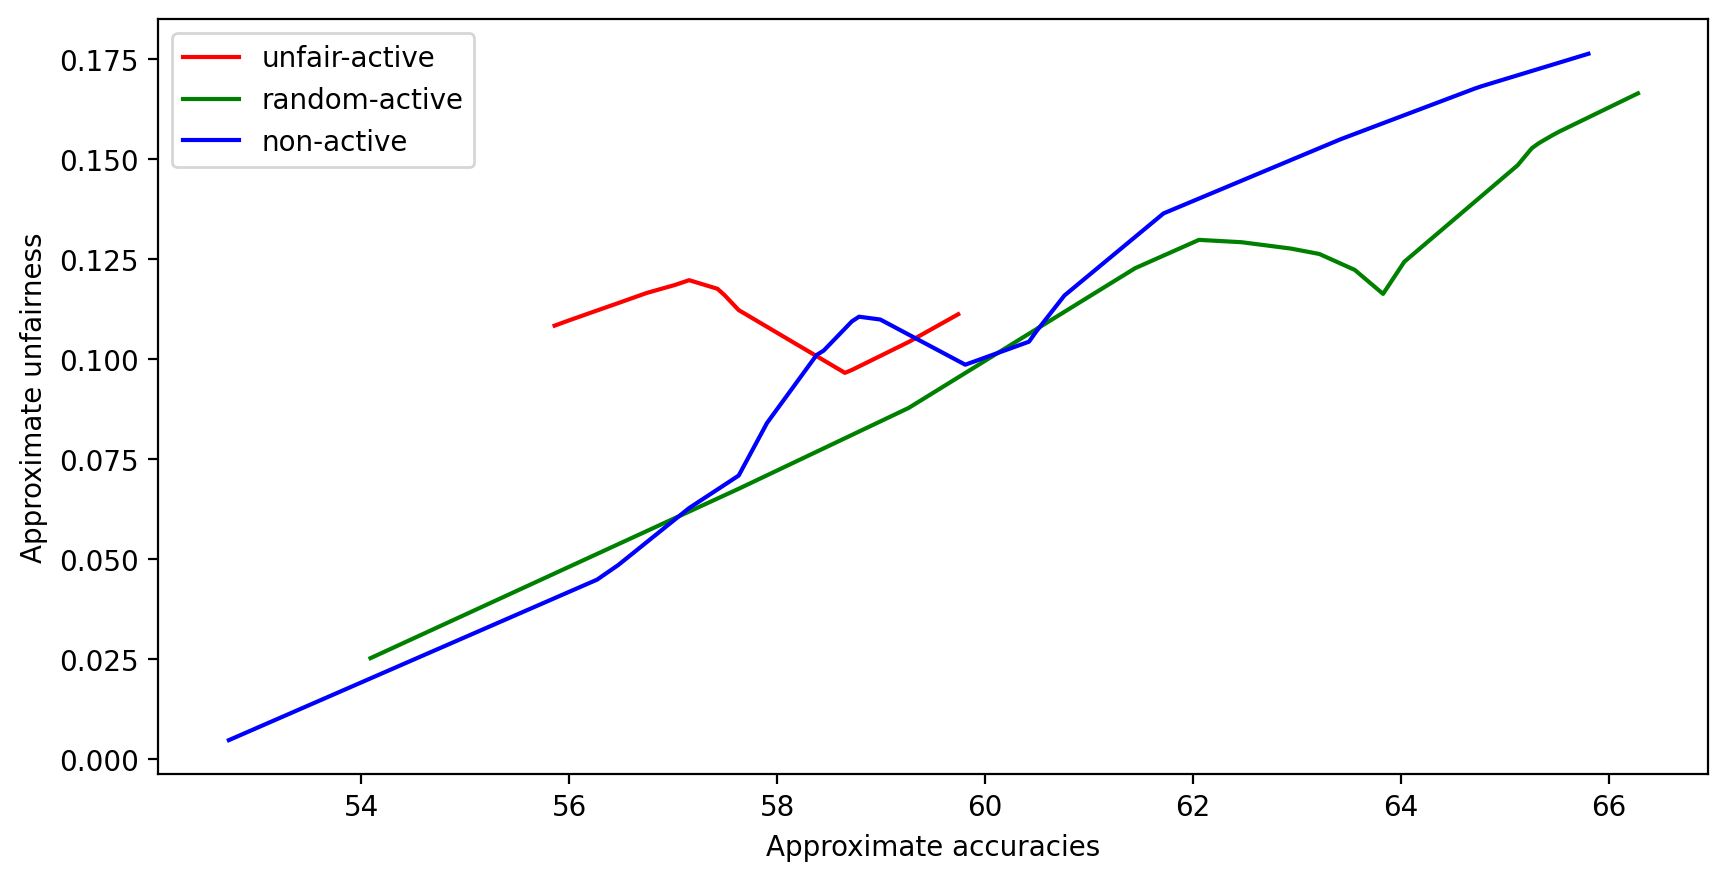 unfair-active
random-active
non-active
0.175
0.150
0.125
0.100
0.075
0.050
0.025
0.000
Approximate unfairness
54 56 58 60 62 64 66
Approximate accuracies